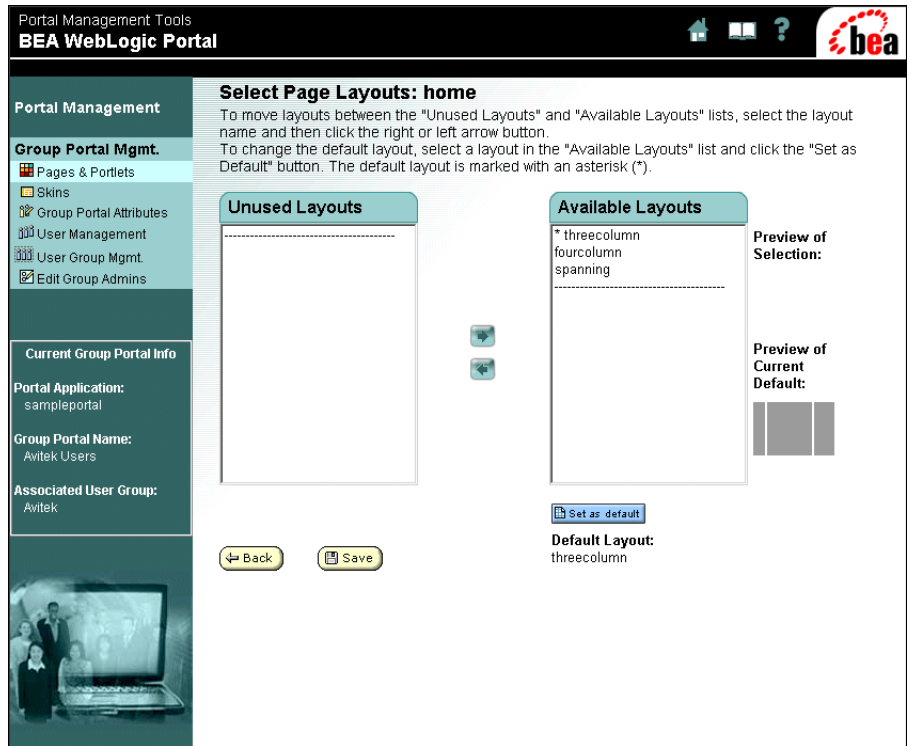 Portal Management Tools
BEA WebLogic Portal
?
bea
Portal Management
Group Portal Mgmt.
Pages & Portlets
Skins
Group Portal Attributes
User Management
User Group Mgmt.
Edit Group Admins
Current Group Portal Info
Portal Application:
sampleportal
Group Portal Name:
Avitek Users
Associated User Group:
Avitek
Select Page Layouts: home
To move layouts between the "Unused Layouts" and "Available Layouts" lists, select the layout
name and then click the right or left arrow button.
To change the default layout, select a layout in the "Available Layouts" list and click the "Set as
Default" button. The default layout is marked with an asterisk (*).
Unused Layouts
-----------------------------------------
Available Layouts
* threecolumn
fourcolumn
spanning
-----------------------------------------
Preview of
Selection:
Preview of
Current
Default:
Set as default
Default Layout:
threecolumn
Back
Save